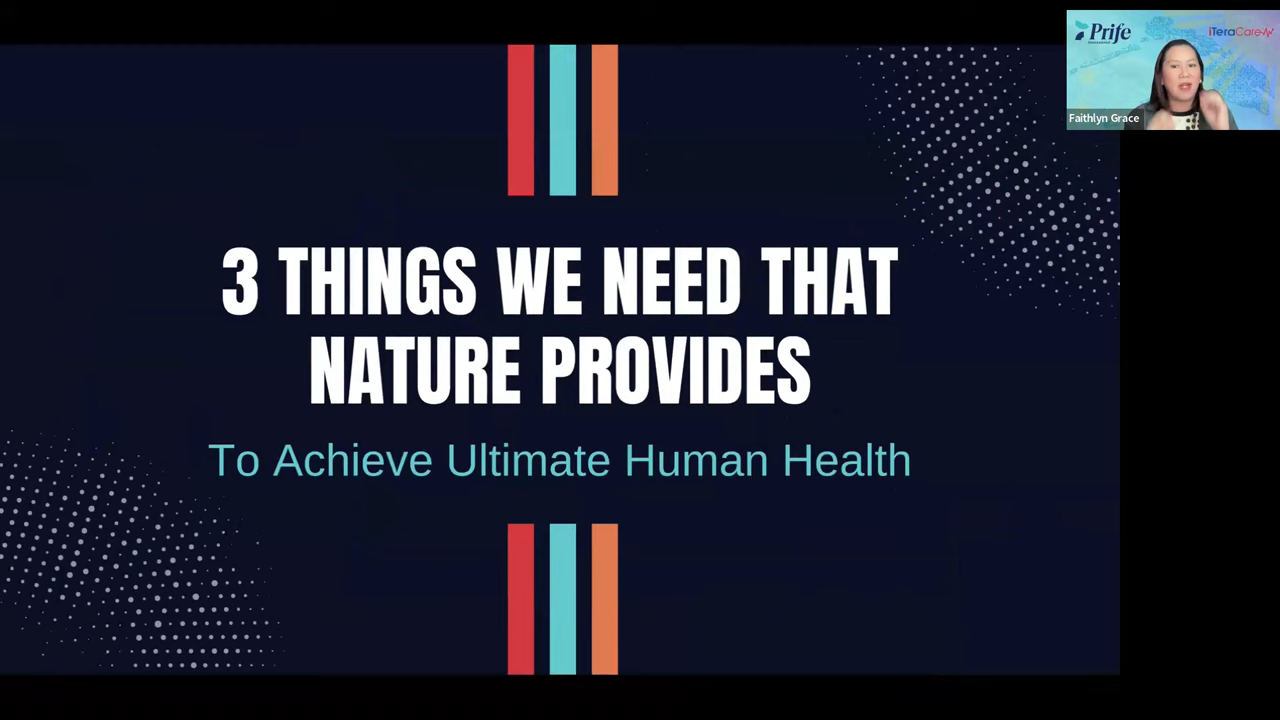 3 THINGS WE NEED THAT
NATURE PROVIDES
To Achieve Ultimate Human Health
Prife
iTeraCare
Faithlyn Grace